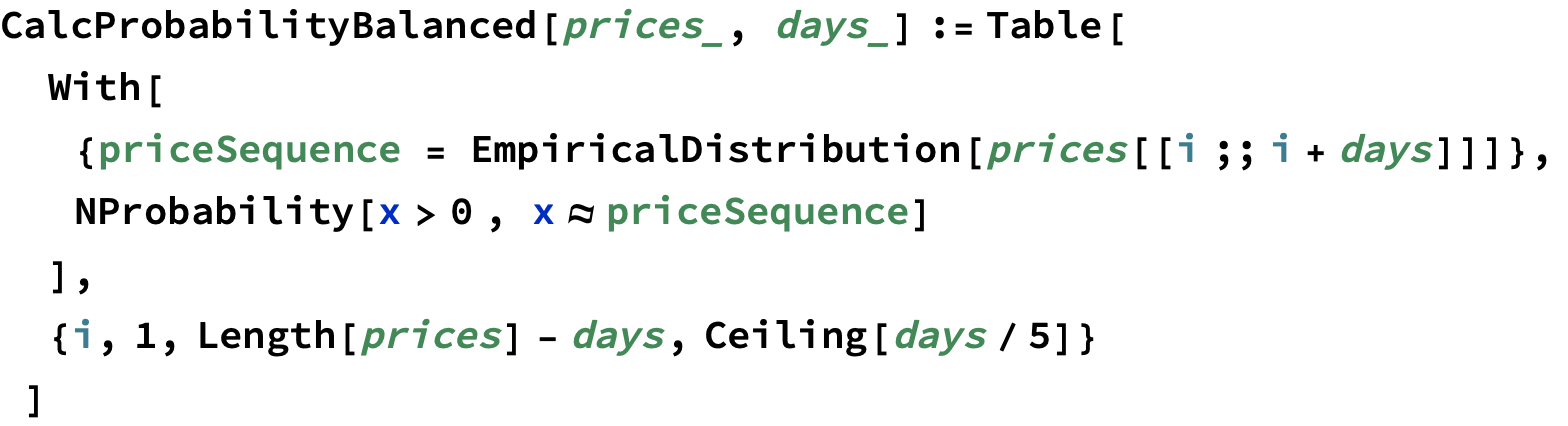 CalcProbabilityBalanced[prices_, days_] := Table[
With[
{priceSequence = EmpiricalDistribution[prices[[i ;; i + days]]]},
NProbability[x > 0 , x ≈ priceSequence]
],
{i, 1, Length[prices] - days, Ceiling[days / 5]}
]